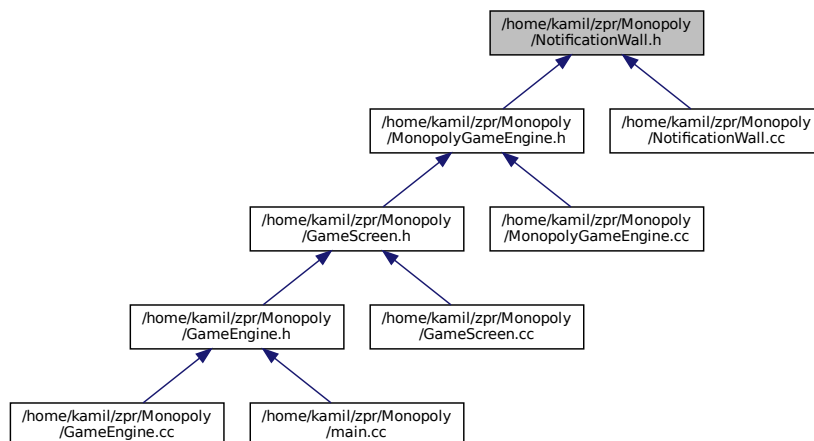 /home/kamil/zpr/Monopoly
/NotificationWall.h
/home/kamil/zpr/Monopoly
/MonopolyGameEngine.h
/home/kamil/zpr/Monopoly
/NotificationWall.cc
/home/kamil/zpr/Monopoly
/GameScreen.h
/home/kamil/zpr/Monopoly
/MonopolyGameEngine.cc
/home/kamil/zpr/Monopoly
/GameEngine.h
/home/kamil/zpr/Monopoly
/GameScreen.cc
/home/kamil/zpr/Monopoly
/GameEngine.cc
/home/kamil/zpr/Monopoly
/main.cc